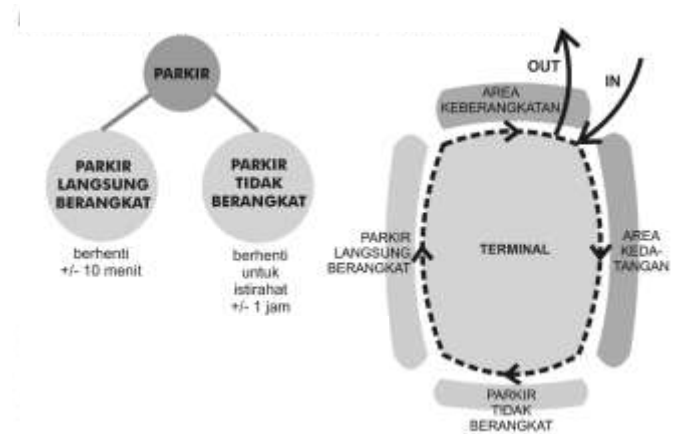 PARKIR
PARKIR
LANGSUNG
BERANGKAT
berhenti
+/- 10 menit
PARKIR
TIDAK
BERANGKAT
berhenti
untuk
istirahat
+/- 1 jam
OUT
IN
AREA
KEBERANGKATAN
PARKIR
LANGSUNG
BERANGKAT
TERMINAL
AREA
KEDA-
TANGAN
PARKIR
TIDAK
BERANGKAT